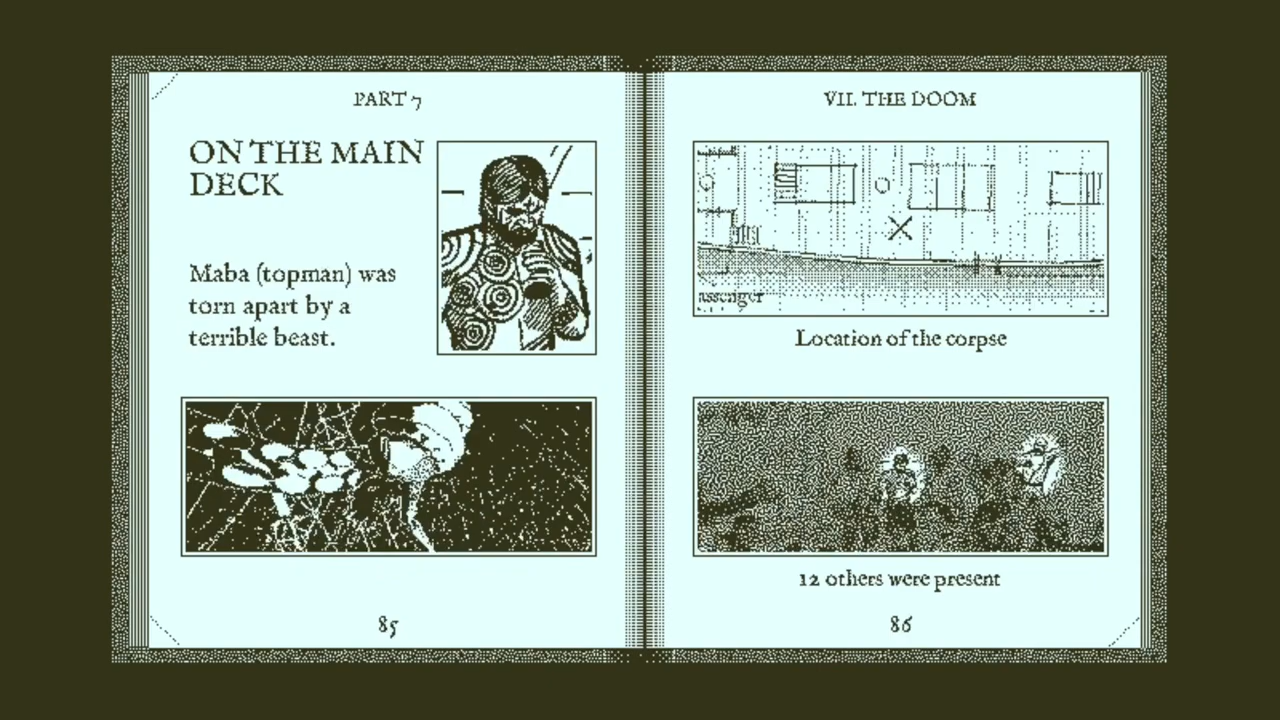 PART 7
ON THE MAIN
DECK
Maba (topman) was
torn apart by a
terrible beast.
85
VII. THE DOOM
assenger
Location of the corpse
12 others were present
86